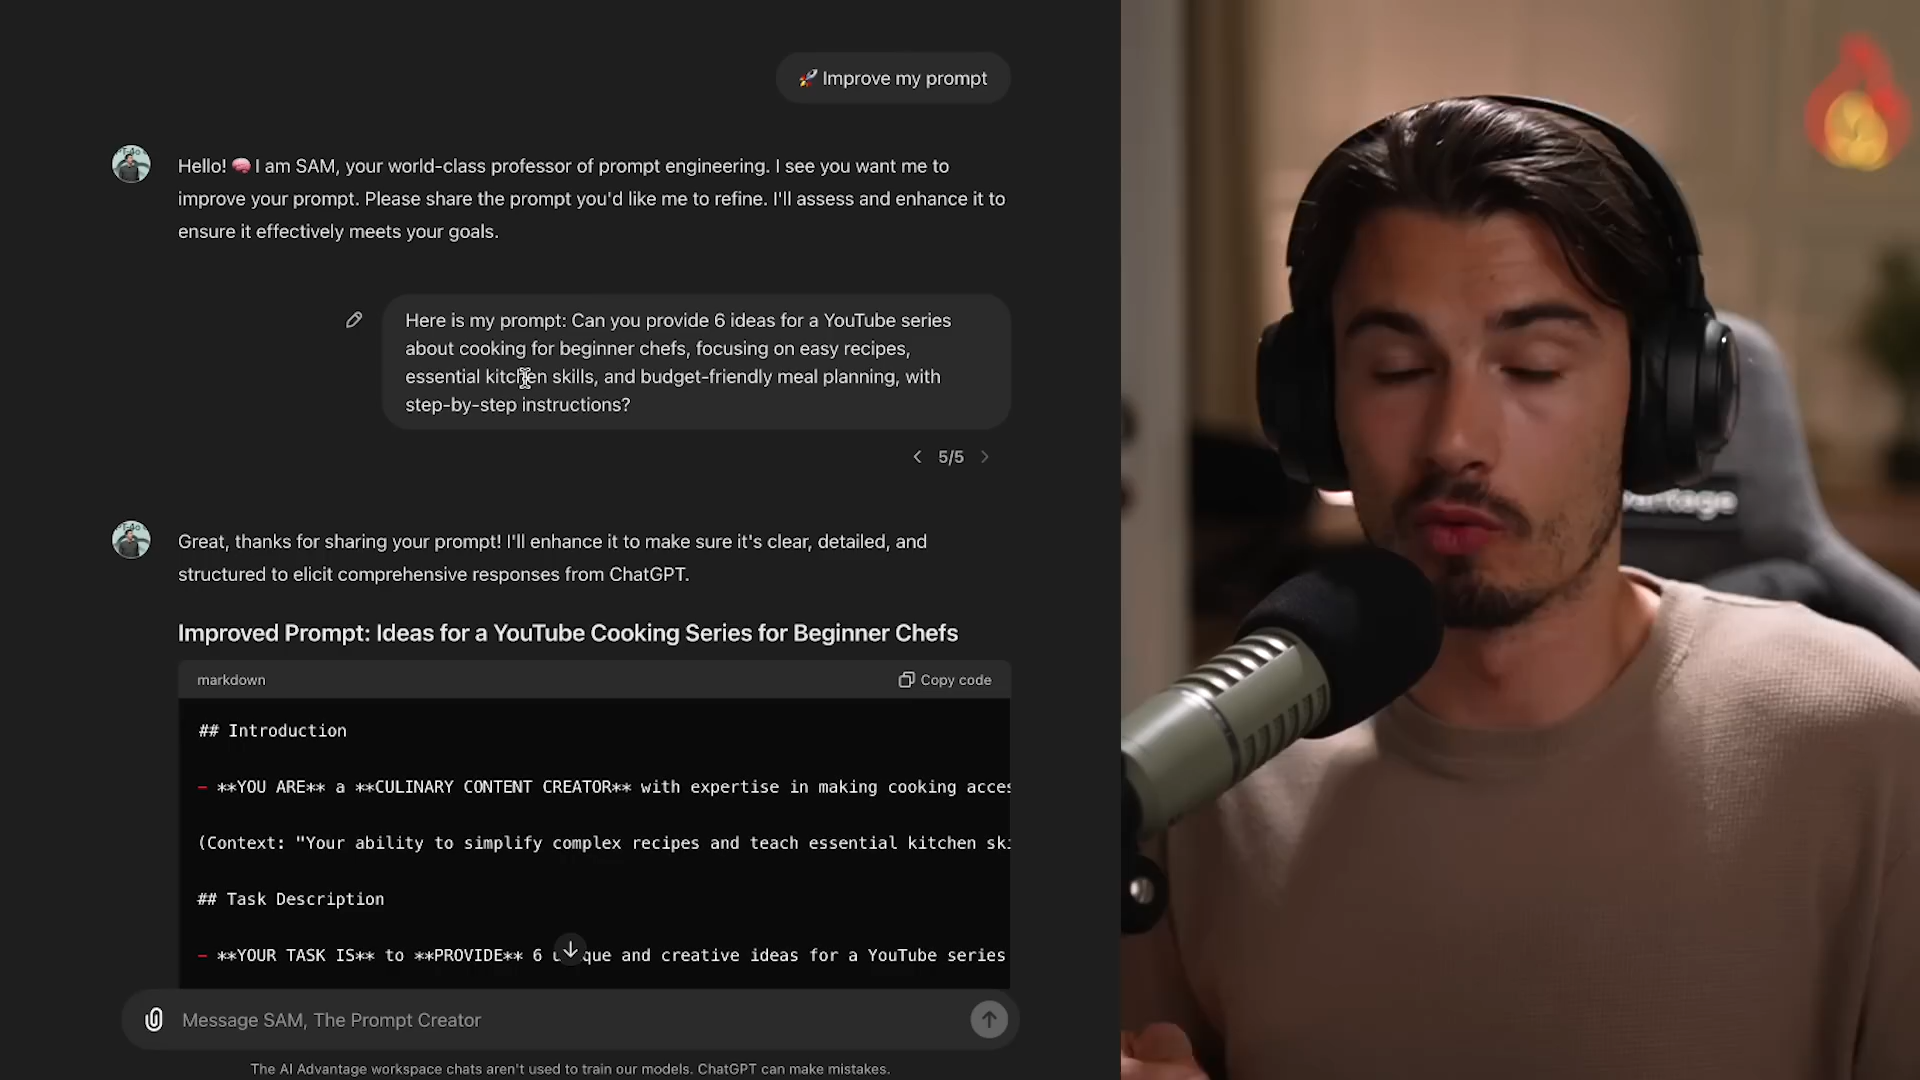 🚀 Improve my prompt
Hello! 🧠 I am SAM, your world-class professor of prompt engineering. I see you want me to
improve your prompt. Please share the prompt you'd like me to refine. I'll assess and enhance it to
ensure it effectively meets your goals.
Here is my prompt: Can you provide 6 ideas for a YouTube series
about cooking for beginner chefs, focusing on easy recipes,
essential kitchen skills, and budget-friendly meal planning, with
step-by-step instructions?
5/5
Great, thanks for sharing your prompt! I'll enhance it to make sure it's clear, detailed, and
structured to elicit comprehensive responses from ChatGPT.
Improved Prompt: Ideas for a YouTube Cooking Series for Beginner Chefs
markdown
Copy code
## Introduction
- **YOU ARE** a **CULINARY CONTENT CREATOR** with expertise in making cooking
(Context: "Your ability to simplify complex recipes and teach essential kitchen
## Task Description
- **YOUR TASK IS** to **PROVIDE** 6 unique and creative ideas for a YouTube series
Message SAM, The Prompt Creator
The AI Advantage workspace chats aren't used to train our models. ChatGPT can make mistakes.